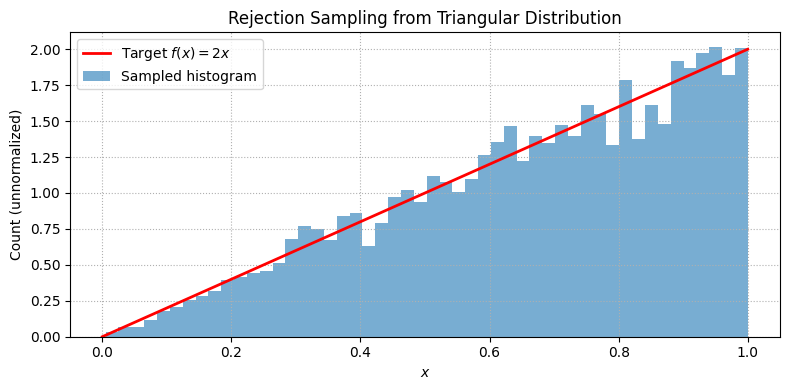 Rejection Sampling from Triangular Distribution
Target f(x) = 2x
Sampled histogram
Count (unnormalized)
2.00
1.75
1.50
1.25
1.00
0.75
0.50
0.25
0.00
0.0 0.2 0.4 0.6 0.8 1.0
x